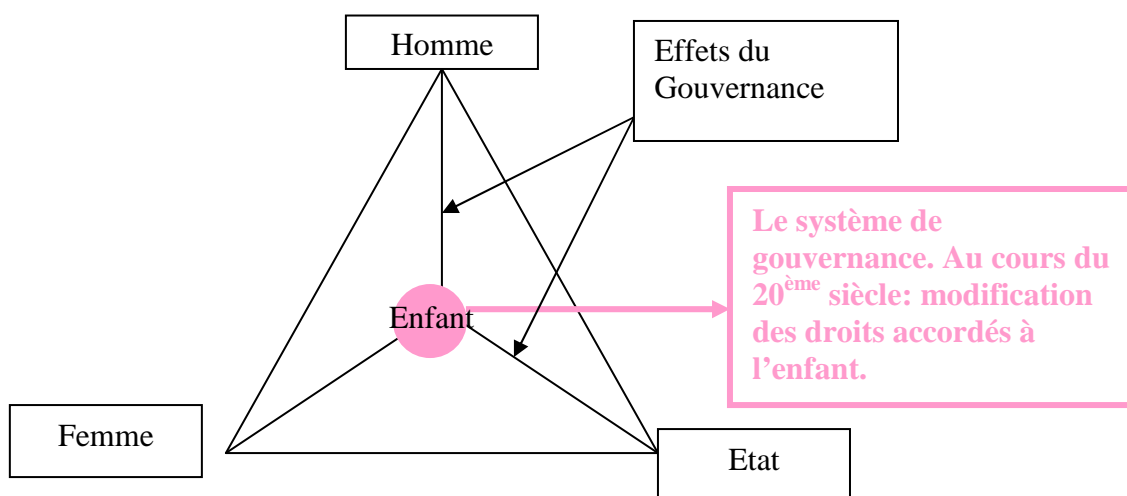 Homme
Effets du
Gouvernance
Le système de
gouvernance. Au cours du
20ème siècle: modification
des droits accordés à
l’enfant.
Enfant
Femme
Etat